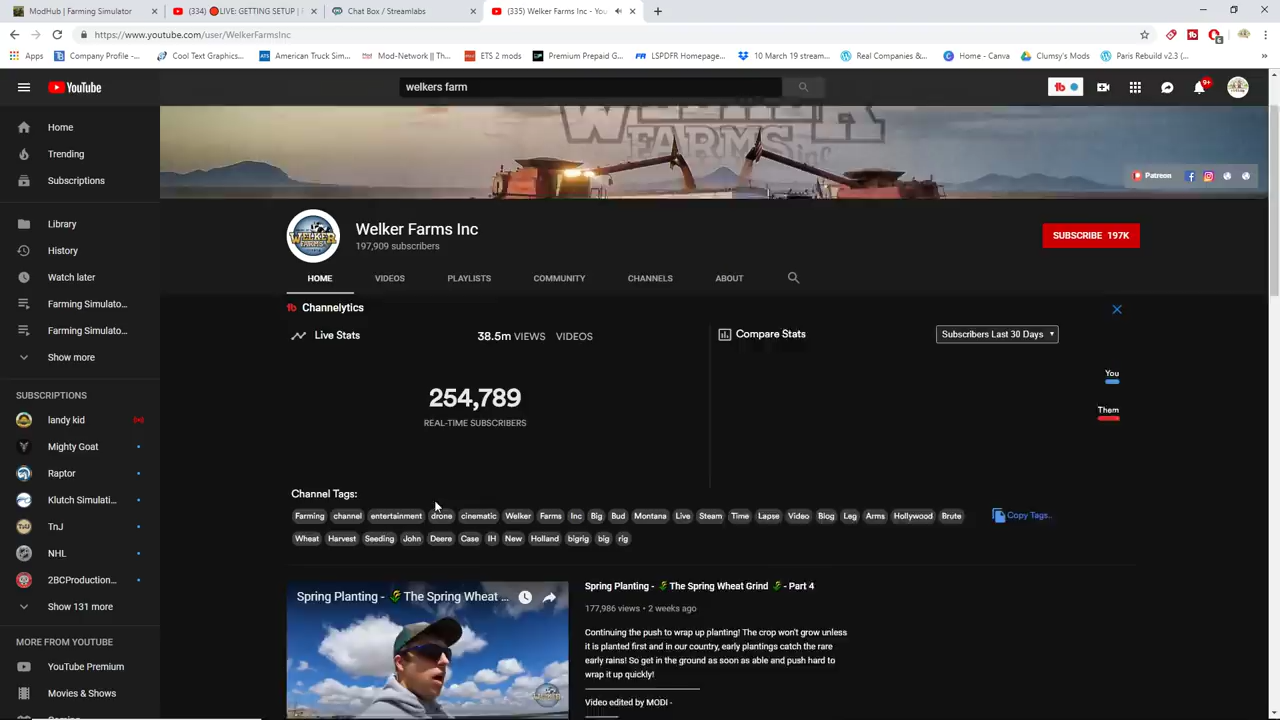 ModHub | Farming Simulator
(334) 🔴LIVE: GETTING SETUP | F
Chat Box / Streamlabs
(335) Welker Farms Inc - You
https://www.youtube.com/user/WelkerFarmsInc
Apps
Company Profile -...
Cool Text Graphics...
American Truck Sim...
Mod-Network || Th...
ETS 2 mods
Premium Prepaid G...
LSPDFR Homepage...
10 March 19 stream...
Real Companies &...
Home - Canva
Clumsy's Mods
Paris Rebuild v2.3 (...
YouTube
welkers farm
tb
9+
Home
Trending
Subscriptions
Library
History
Watch later
Farming Simulato...
Farming Simulato...
Show more
SUBSCRIPTIONS
landy kid
Mighty Goat
Raptor
Klutch Simulati...
TnJ
NHL
2BCProduction...
Show 131 more
MORE FROM YOUTUBE
YouTube Premium
Movies & Shows
Gaming
WELKER
FARMS inc
Patreon
WELKER
FARMS
Welker Farms Inc
197,909 subscribers
SUBSCRIBE 197K
HOME
VIDEOS
PLAYLISTS
COMMUNITY
CHANNELS
ABOUT
tb Channelytics
Live Stats
38.5m VIEWS VIDEOS
254,789
REAL-TIME SUBSCRIBERS
Compare Stats
Subscribers Last 30 Days
You
Them
Channel Tags:
Farming channel entertainment drone cinematic Welker Farms Inc Big Bud Montana Live Steam Time Lapse Video Blog Leg Arms Hollywood Brute
Wheat Harvest Seeding John Deere Case IH New Holland bigrig big rig
Copy Tags..
Spring Planting - 🌾The Spring Wheat ...
WELKER
Spring Planting - 🌾The Spring Wheat Grind 🌾- Part 4
177,986 views • 2 weeks ago
Continuing the push to wrap up planting! The crop won't grow unless
it is planted first and in our country, early plantings catch the rare
early rains! So get in the ground as soon as able and push hard to
wrap it up quickly!
Video edited by MODI -